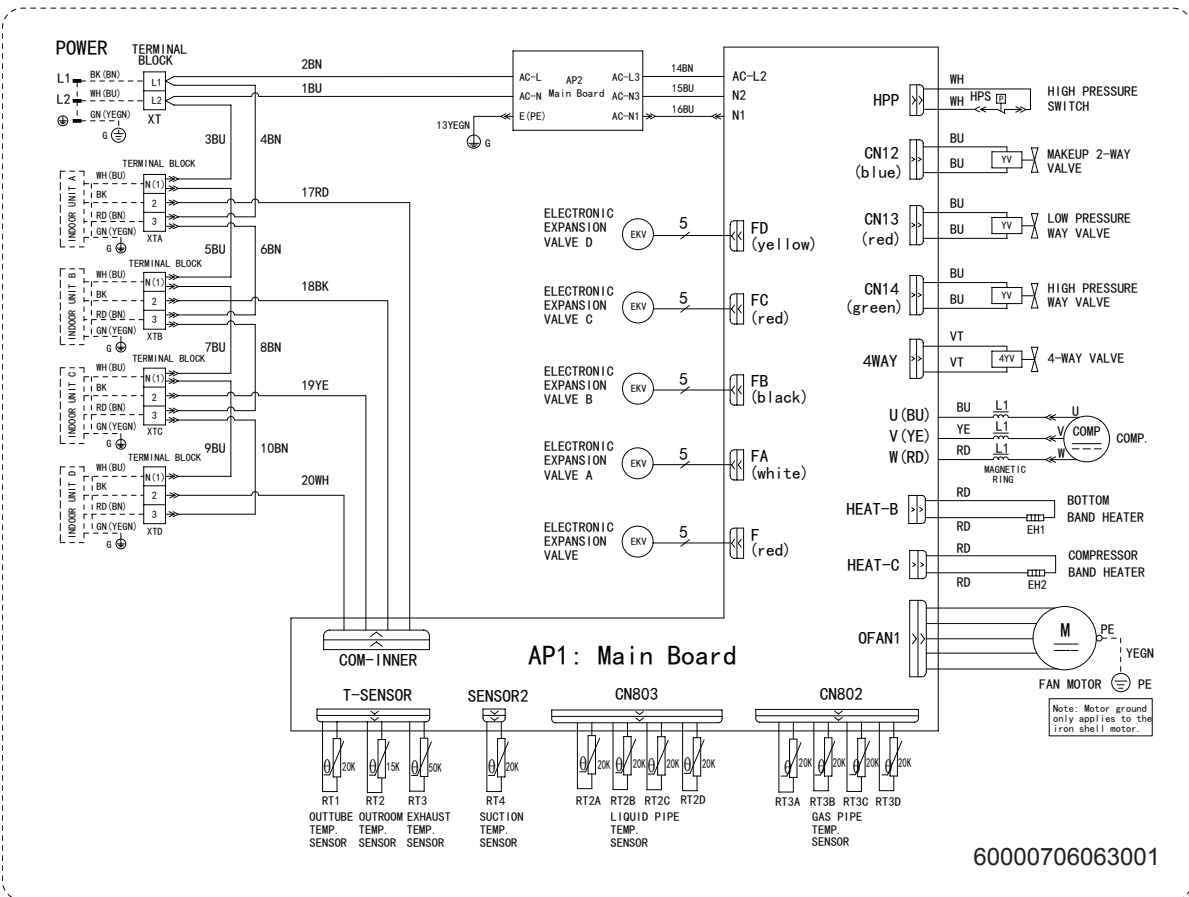 POWER
TERMINAL
BLOCK
L1
BK(BN)
L1
L2
WH(BU)
L2
GN(YEGN)
G
XT
2BN
1BU
3BU
4BN
AC-L
AP2
AC-L3
AC-N
Main Board
AC-N3
E(PE)
AC-N1
13YEGN
G
14BN
15BU
16BU
AC-L2
N2
N1
TERMINAL BLOCK
INDOOR UNIT A
WH(BU)
N(1)
BK
2
RD(BN)
3
GN(YEGN)
XTA
G
17RD
5BU
6BN
TERMINAL BLOCK
INDOOR UNIT B
WH(BU)
N(1)
BK
2
RD(BN)
3
GN(YEGN)
XTB
G
18BK
7BU
8BN
TERMINAL BLOCK
INDOOR UNIT C
WH(BU)
N(1)
BK
2
RD(BN)
3
GN(YEGN)
XTC
G
19YE
9BU
10BN
TERMINAL BLOCK
INDOOR UNIT D
WH(BU)
N(1)
BK
2
RD(BN)
3
GN(YEGN)
XTD
G
20WH
ELECTRONIC
EXPANSION
VALVE D
EKV
5
FD
(yellow)
ELECTRONIC
EXPANSION
VALVE C
EKV
5
FC
(red)
ELECTRONIC
EXPANSION
VALVE B
EKV
5
FB
(black)
ELECTRONIC
EXPANSION
VALVE A
EKV
5
FA
(white)
ELECTRONIC
EXPANSION
VALVE
EKV
5
F
(red)
HPP
WH
WH
HPS
P
HIGH PRESSURE
SWITCH
CN12
(blue)
BU
BU
YV
MAKEUP 2-WAY
VALVE
CN13
(red)
BU
BU
YV
LOW PRESSURE
WAY VALVE
CN14
(green)
BU
BU
YV
HIGH PRESSURE
WAY VALVE
4WAY
VT
VT
4YV
4-WAY VALVE
U(BU)
BU
L1
U
V(YE)
YE
L1
V
COMP
COMP.
W(RD)
RD
L1
W
MAGNETIC
RING
HEAT-B
RD
RD
EH1
BOTTOM
BAND HEATER
HEAT-C
RD
RD
EH2
COMPRESSOR
BAND HEATER
OFAN1
M
PE
YEGN
FAN MOTOR
PE
Note: Motor ground
only applies to the
iron shell motor.
COM-INNER
AP1: Main Board
T-SENSOR
SENSOR2
CN803
CN802
θ
20K
θ
15K
θ
50K
θ
20K
θ
20K
θ
20K
θ
20K
θ
20K
θ
20K
θ
20K
θ
20K
θ
20K
RT1
OUTTUBE
TEMP.
SENSOR
RT2
OUTROOM
TEMP.
SENSOR
RT3
EXHAUST
TEMP.
SENSOR
RT4
SUCTION
TEMP.
SENSOR
RT2A
RT2B
RT2C
RT2D
LIQUID PIPE
TEMP.
SENSOR
RT3A
RT3B
RT3C
RT3D
GAS PIPE
TEMP.
SENSOR
60000706063001